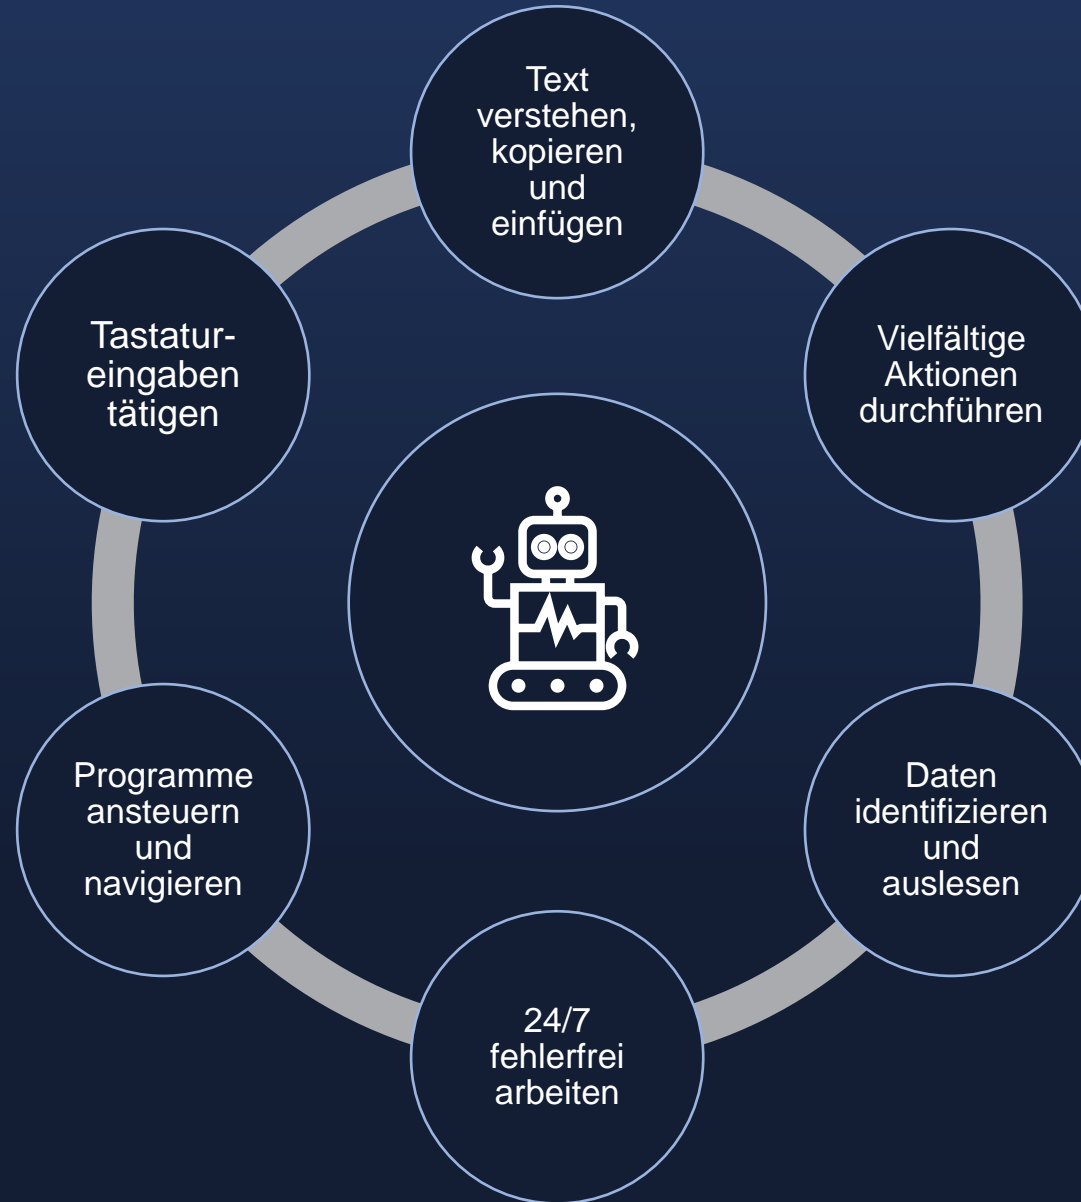 Text
verstehen,
kopieren
und
einfügen
Vielfältige
Aktionen
durchführen
Daten
identifizieren
und
auslesen
24/7
fehlerfrei
arbeiten
Programme
ansteuern
und
navigieren
Tastatur-
eingaben
tätigen